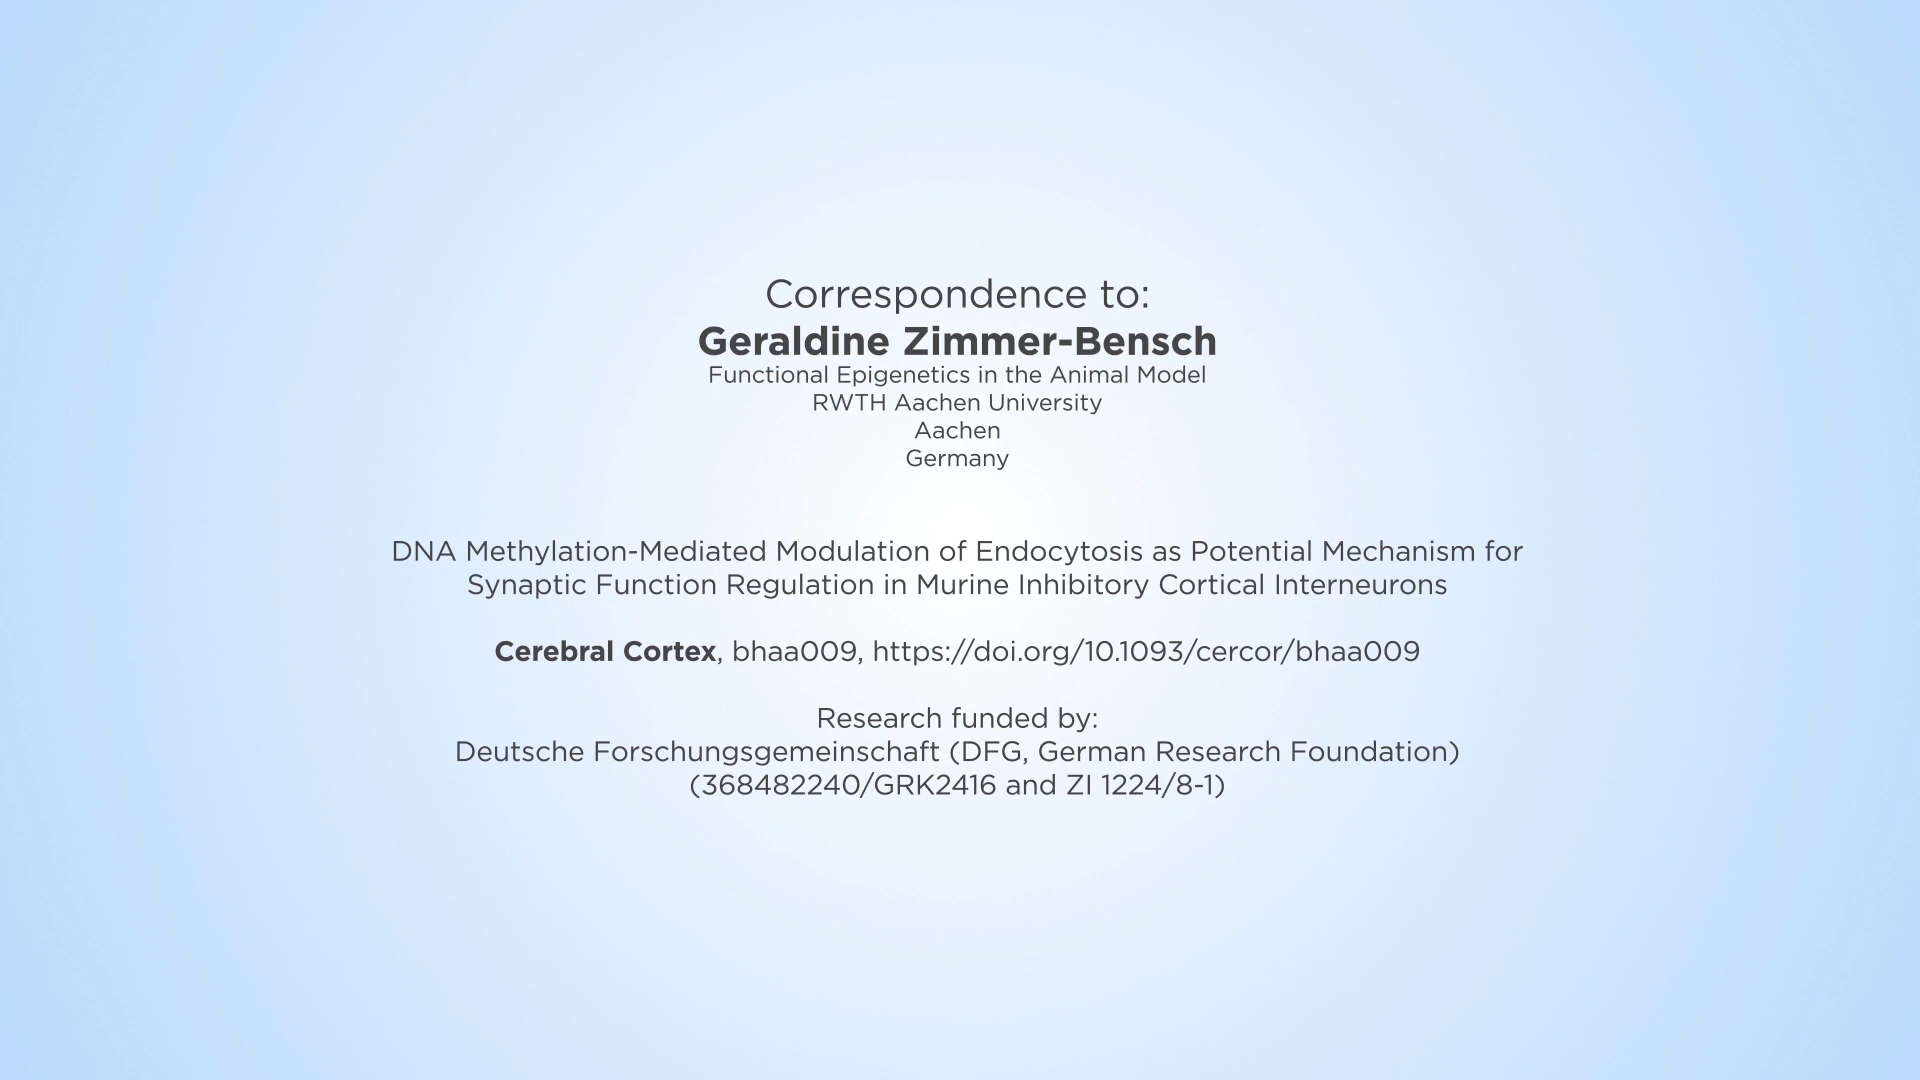 Correspondence to:
Geraldine Zimmer-Bensch
Functional Epigenetics in the Animal Model
RWTH Aachen University
Aachen
Germany
DNA Methylation-Mediated Modulation of Endocytosis as Potential Mechanism for
Synaptic Function Regulation in Murine Inhibitory Cortical Interneurons
Cerebral Cortex, bhaa009, https://doi.org/10.1093/cercor/bhaa009
Research funded by:
Deutsche Forschungsgemeinschaft (DFG, German Research Foundation)
(368482240/GRK2416 and ZI 1224/8-1)